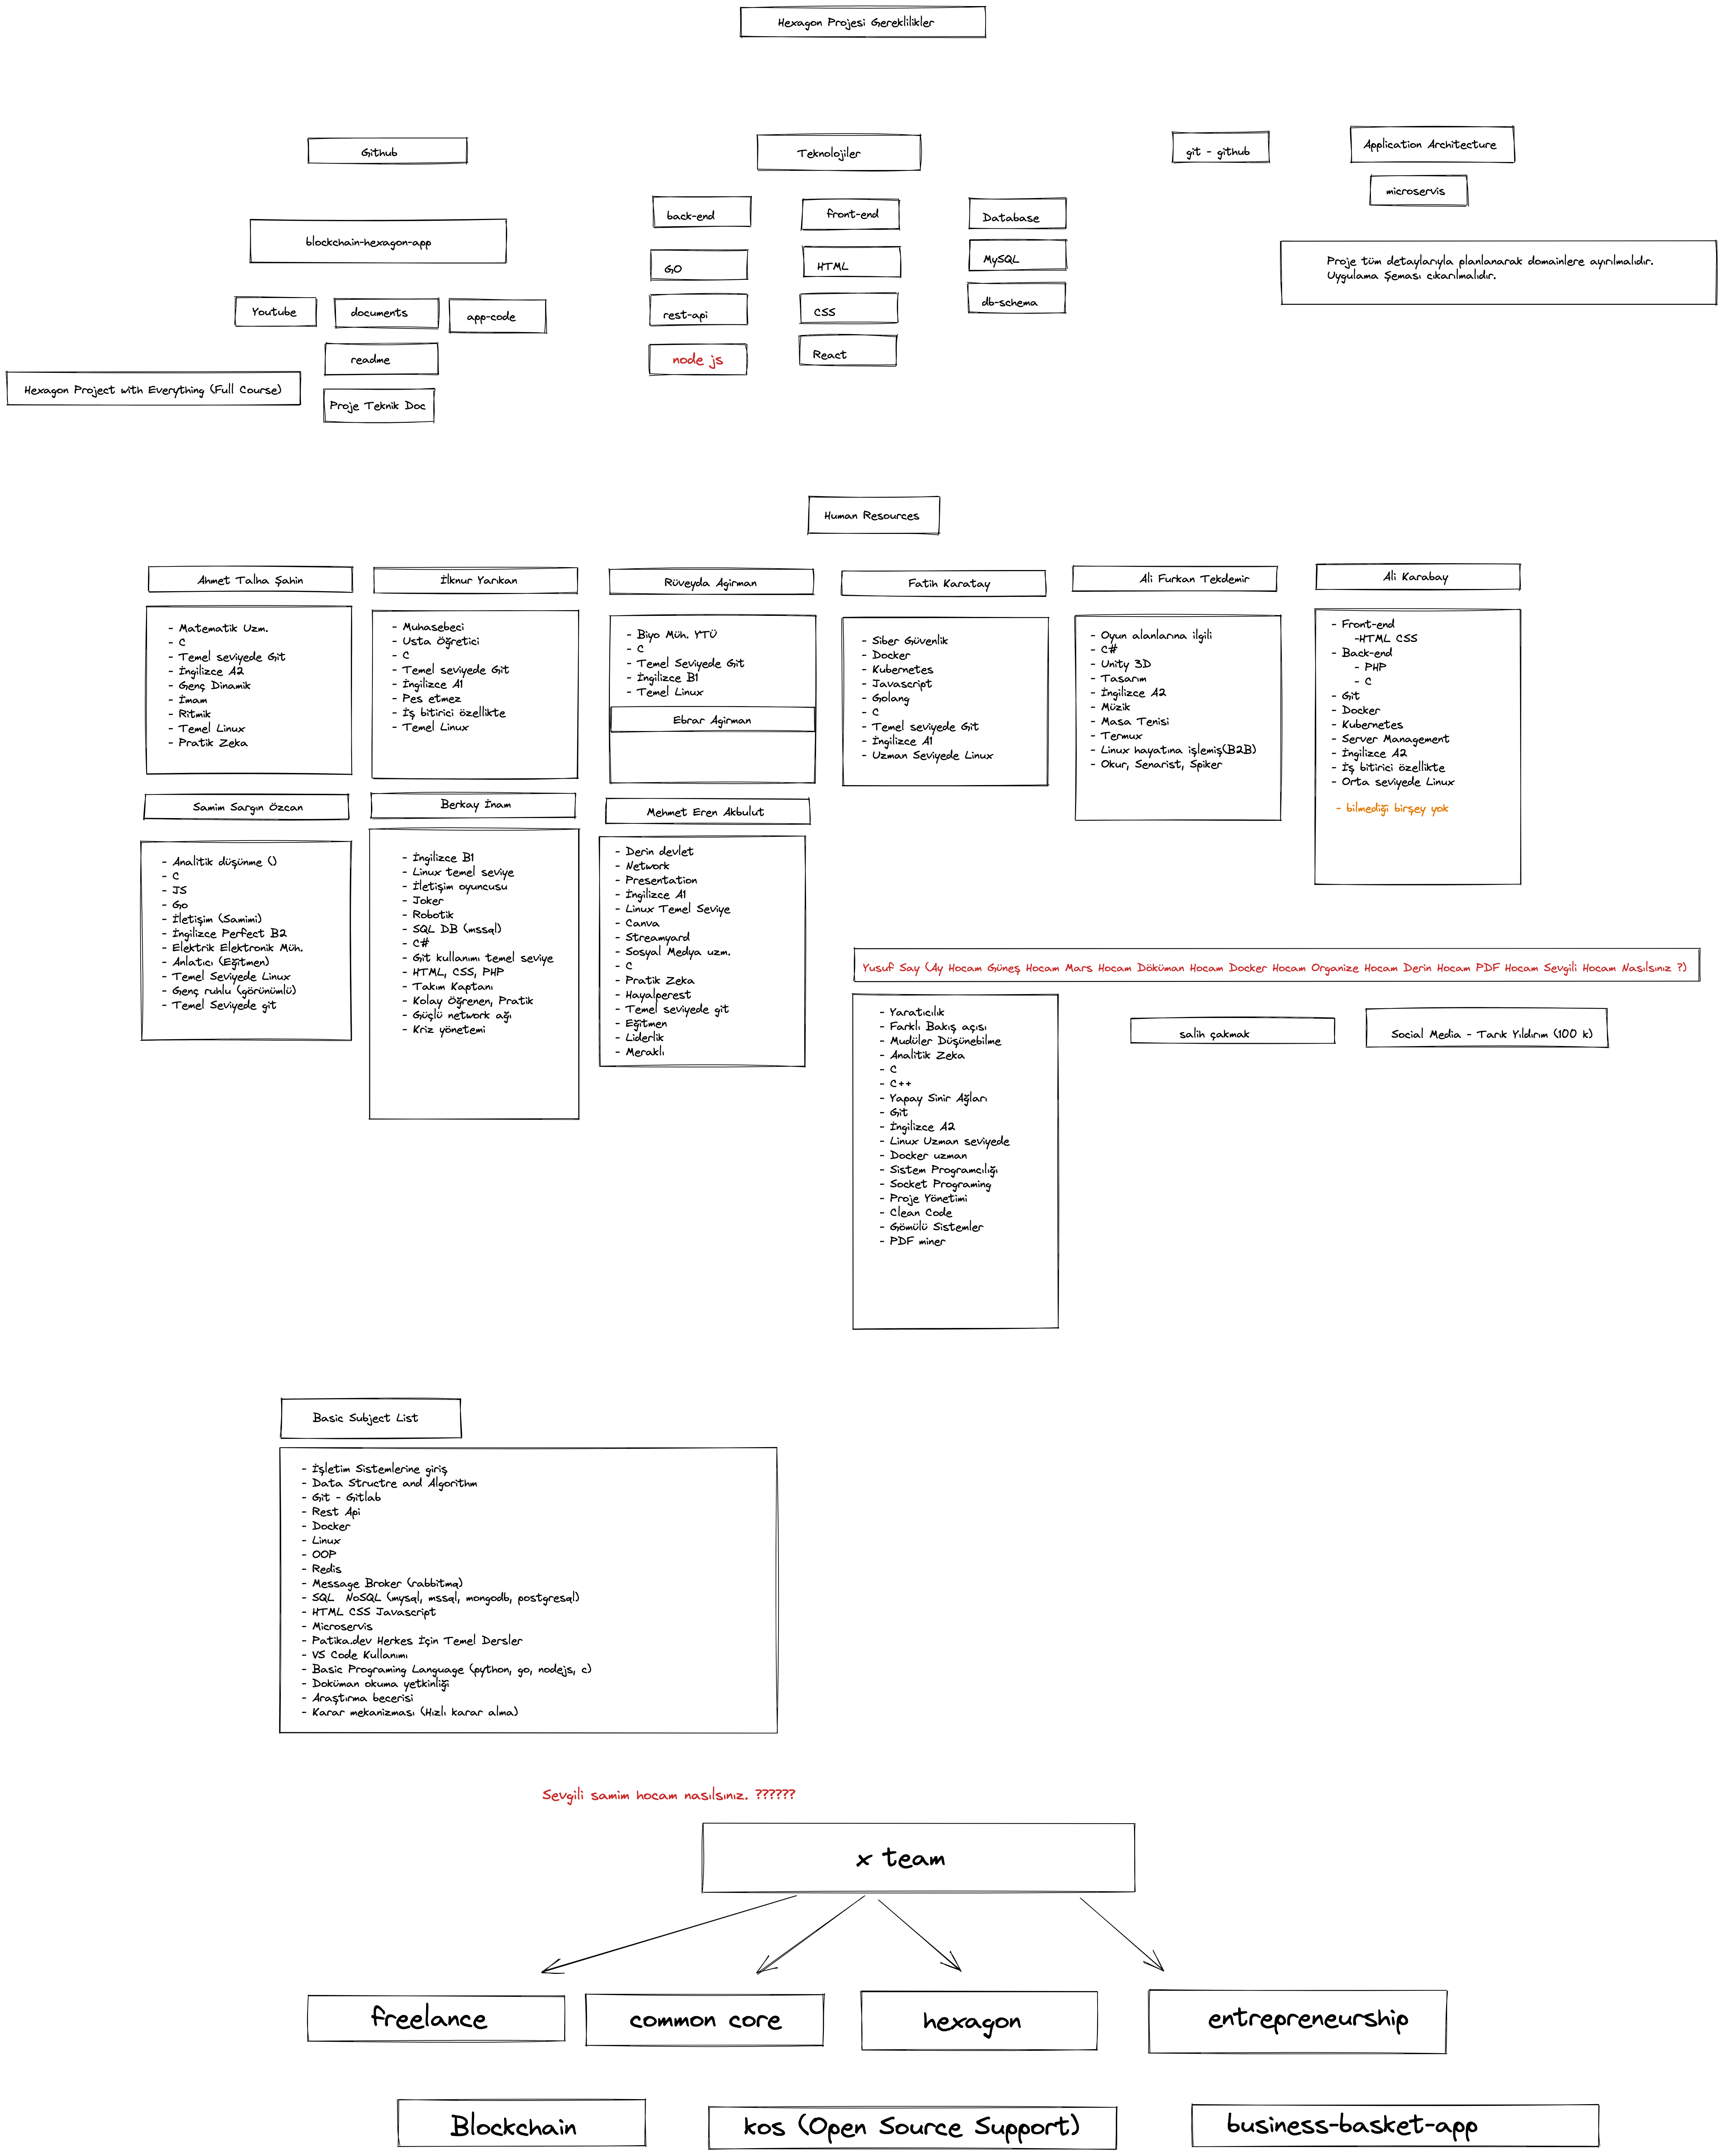 Hexagon Projesi Gereklilikler
Github
blockchain-hexagon-app
Youtube
documents
app-code
readme
Hexagon Project with Everything (Full Course)
Proje Teknik Doc
Teknolojiler
back-end
GO
rest-api
node js
front-end
HTML
CSS
React
Database
MySQL
db-schema
git - github
Application Architecture
microservis
Proje tüm detaylarıyla planlanarak domainlere ayırılmalıdır.
Uygulama Şeması cıkarılmalıdır.
Human Resources
Ahmet Talha Şahin
- Matematik Uzm.
- C
- Temel seviyede Git
- İngilizce A2
- Genç Dinamik
- İmam
- Ritmik
- Temel Linux
- Pratik Zeka
İlknur Yarıkan
- Muhasebeci
- Usta Öğretici
- C
- Temel seviyede Git
- İngilizce A1
- Pes etmez
- İş bitirici özellikte
- Temel Linux
Rüveyda Agirman
- Biyo Müh. YTÜ
- C
- Temel Seviyede Git
- İngilizce B1
- Temel Linux
Ebrar Agirman
Fatih Karatay
- Siber Güvenlik
- Docker
- Kubernetes
- Javascript
- Golang
- C
- Temel seviyede Git
- İngilizce A1
- Uzman Seviyede Linux
Ali Furkan Tekdemir
- Oyun alanlarına ilgili
- C#
- Unity 3D
- Tasarım
- İngilizce A2
- Müzik
- Masa Tenisi
- Termux
- Linux hayatına işlemiş(B2B)
- Okur, Senarist, Spiker
Ali Karabay
- Front-end
-HTML CSS
- Back-end
- PHP
- C
- Git
- Docker
- Kubernetes
- Server Management
- İngilizce A2
- İş bitirici özellikte
- Orta seviyede Linux
- bilmediği birşey yok
Samim Sargın Özcan
- Analitik düşünme ()
- C
- JS
- Go
- İletişim (Samimi)
- İngilizce Perfect B2
- Elektrik Elektronik Müh.
- Anlatıcı (Eğitmen)
- Temel Seviyede Linux
- Genç ruhlu (görünümlü)
- Temel Seviyede git
Berkay İnam
- İngilizce B1
- Linux temel seviye
- İletişim oyuncusu
- Joker
- Robotik
- SQL DB (mssql)
- C#
- Git kullanımı temel seviye
- HTML, CSS, PHP
- Takım Kaptanı
- Kolay Öğrenen, Pratik
- Güçlü network ağı
- Kriz yönetemi
Mehmet Eren Akbulut
- Derin devlet
- Network
- Presentation
- İngilizce A1
- Linux Temel Seviye
- Canva
- Streamyard
- Sosyal Medya uzm.
- C
- Pratik Zeka
- Hayalperest
- Temel seviyede git
- Eğitmen
- Liderlik
- Meraklı
Yusuf Say (Ay Hocam Güneş Hocam Mars Hocam Döküman Hocam Docker Hocam Organize Hocam Derin Hocam PDF Hocam Sevgili Hocam Nasılsınız ?)
- Yaratıcılık
- Farklı Bakış açısı
- Mudüler Düşünebilme
- Analitik Zeka
- C
- C++
- Yapay Sinir Ağları
- Git
- İngilizce A2
- Linux Uzman seviyede
- Docker uzman
- Sistem Programcılığı
- Socket Programing
- Proje Yönetimi
- Clean Code
- Gömülü Sistemler
- PDF miner
salih çakmak
Social Media - Tarık Yıldırım (100 k)
Basic Subject List
- İşletim Sistemlerine giriş
- Data Structre and Algorithm
- Git - Gitlab
- Rest Api
- Docker
- Linux
- OOP
- Redis
- Message Broker (rabbitmq)
- SQL NoSQL (mysql, mssql, mongodb, postgresql)
- HTML CSS Javascript
- Microservis
- Patika.dev Herkes İçin Temel Dersler
- VS Code Kullanımı
- Basic Programing Language (python, go, nodejs, c)
- Doküman okuma yetkinliği
- Araştırma becerisi
- Karar mekanizması (Hızlı karar alma)
Sevgili samim hocam nasılsınız. ??????
x team
freelance
common core
hexagon
entrepreneurship
Blockchain
kos (Open Source Support)
business-basket-app